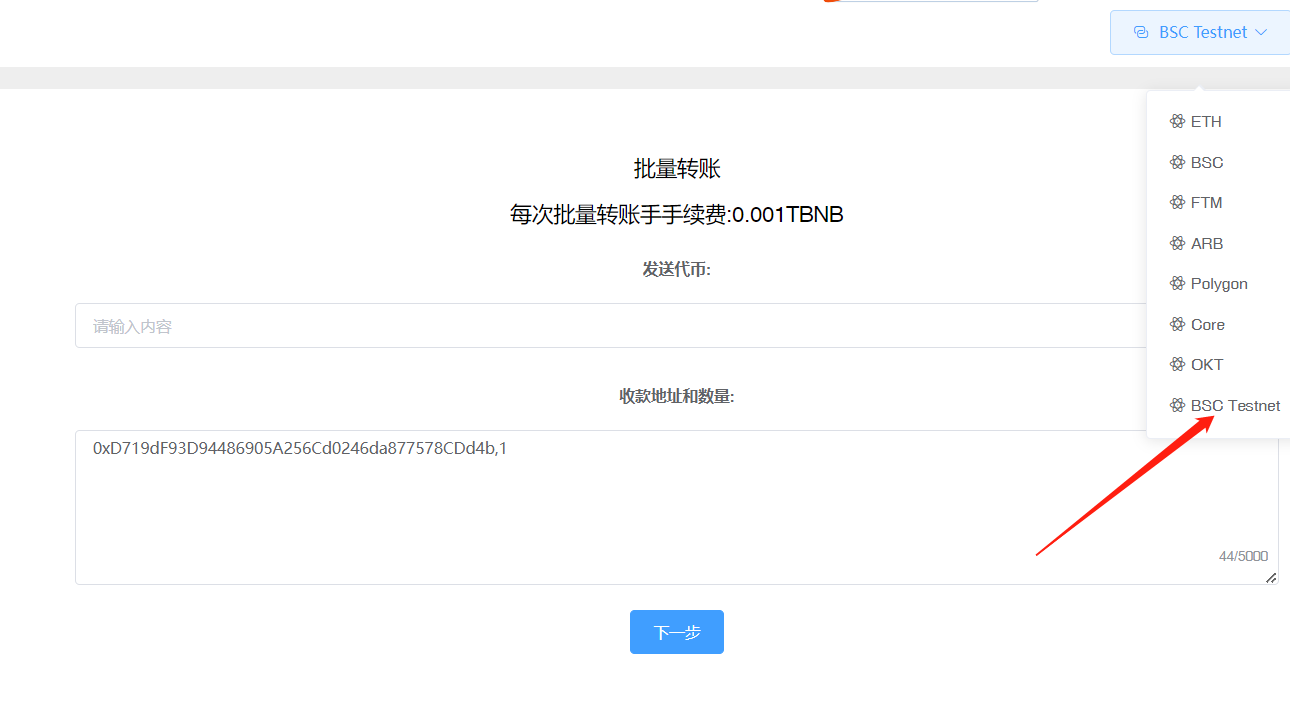 BSC Testnet
ETH
BSC
FTM
ARB
Polygon
Core
OKT
BSC Testnet
批量转账
每次批量转账手手续费:0.001TBNB
发送代币:
请输入内容
收款地址和数量:
0xD719dF93D94486905A256Cd0246da877578CDd4b,1
44/5000
下一步